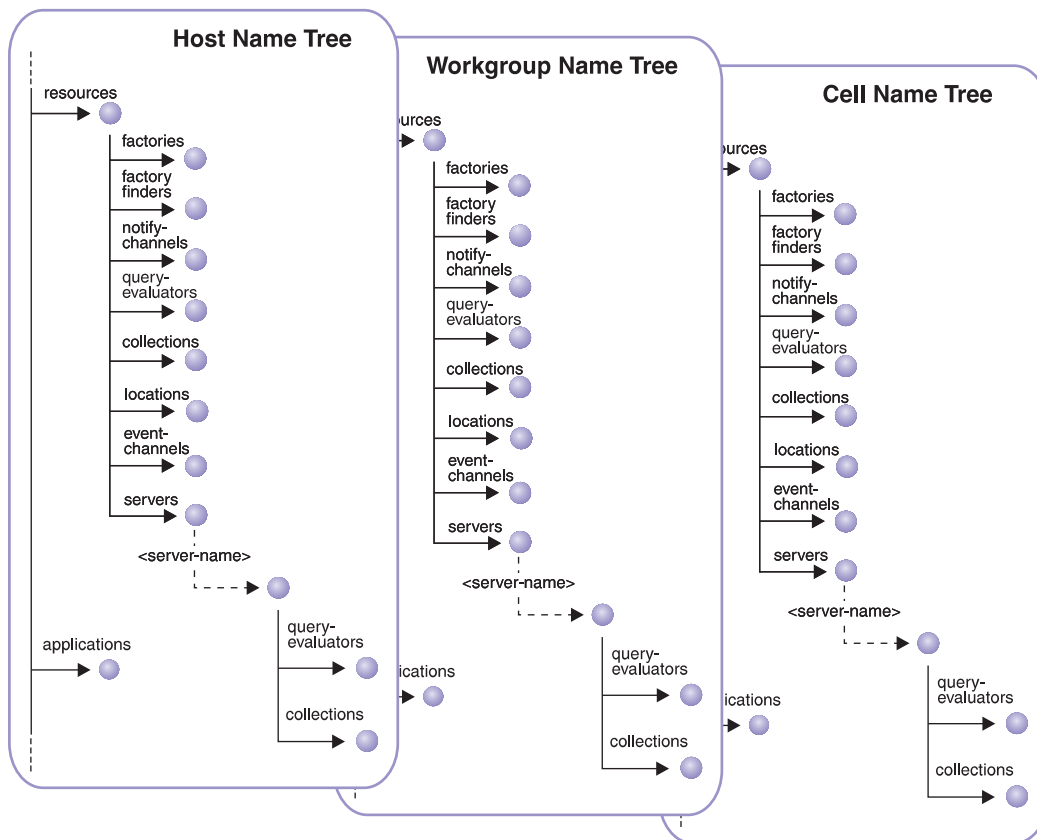 Host Name Tree
resources
factories
factory
finders
notify-
channels
query-
evaluators
collections
locations
event-
channels
servers
<server-name>
query-
evaluators
collections
applications
Workgroup Name Tree
ources
factories
factory
finders
notify-
channels
query-
evaluators
collections
locations
event-
channels
servers
<server-name>
query-
evaluators
collections
ications
Cell Name Tree
ources
factories
factory
finders
notify-
channels
query-
evaluators
collections
locations
event-
channels
servers
<server-name>
query-
evaluators
collections
ications